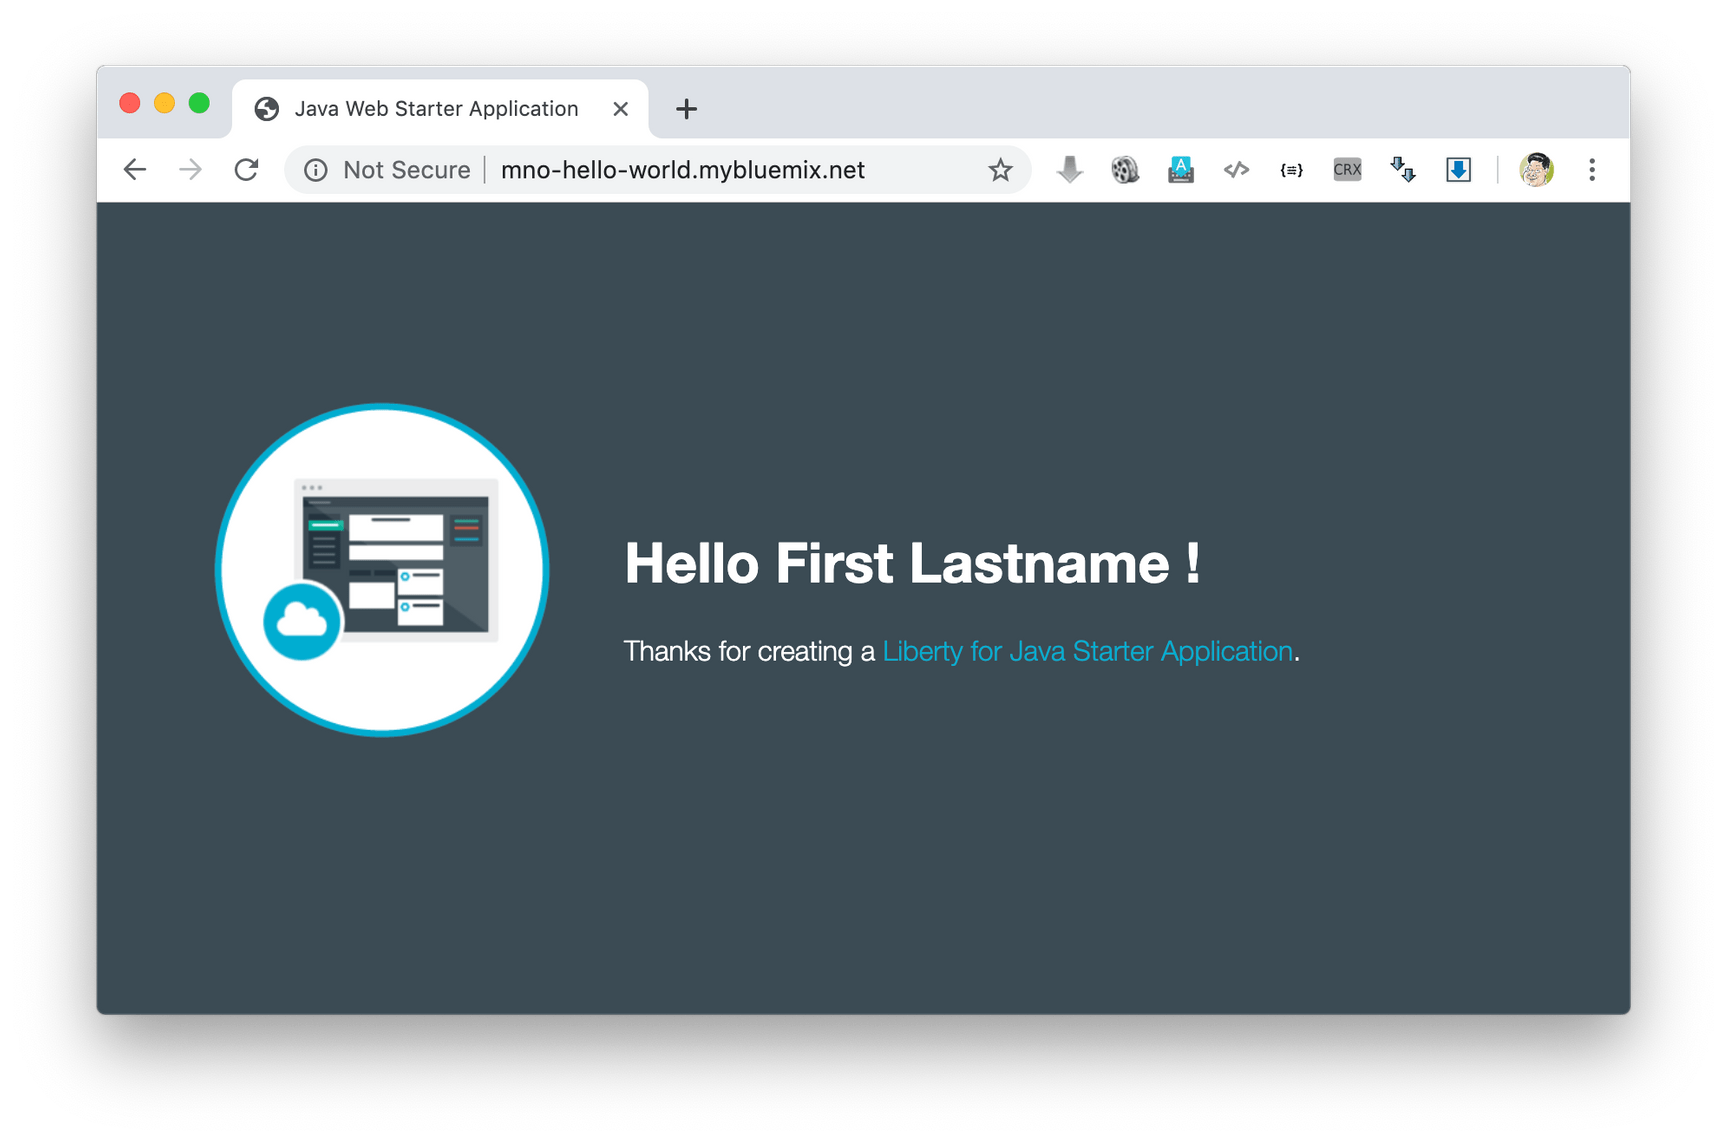 Java Web Starter Application
Not Secure mno-hello-world.mybluemix.net A </> {≡} CRX
Hello First Lastname !
Thanks for creating a Liberty for Java Starter Application.